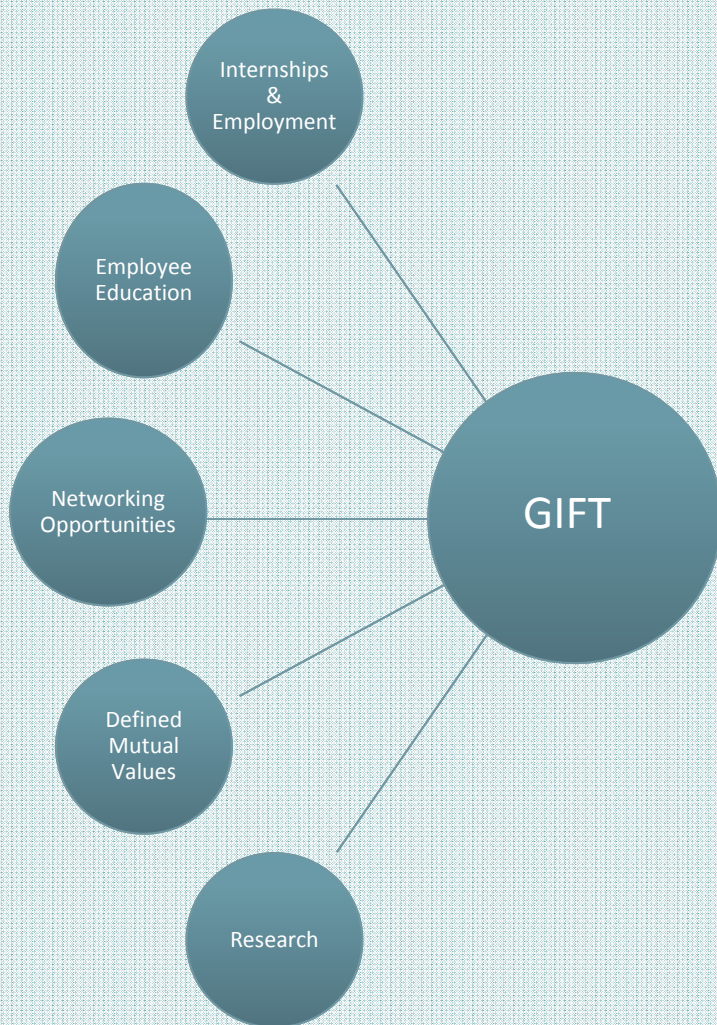 Internships
&
Employment
Employee
Education
Networking
Opportunities
GIFT
Defined
Mutual
Values
Research